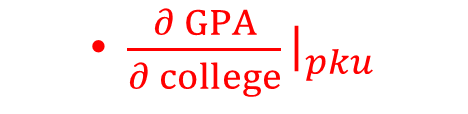 • ∂ GPA / ∂ college |pku